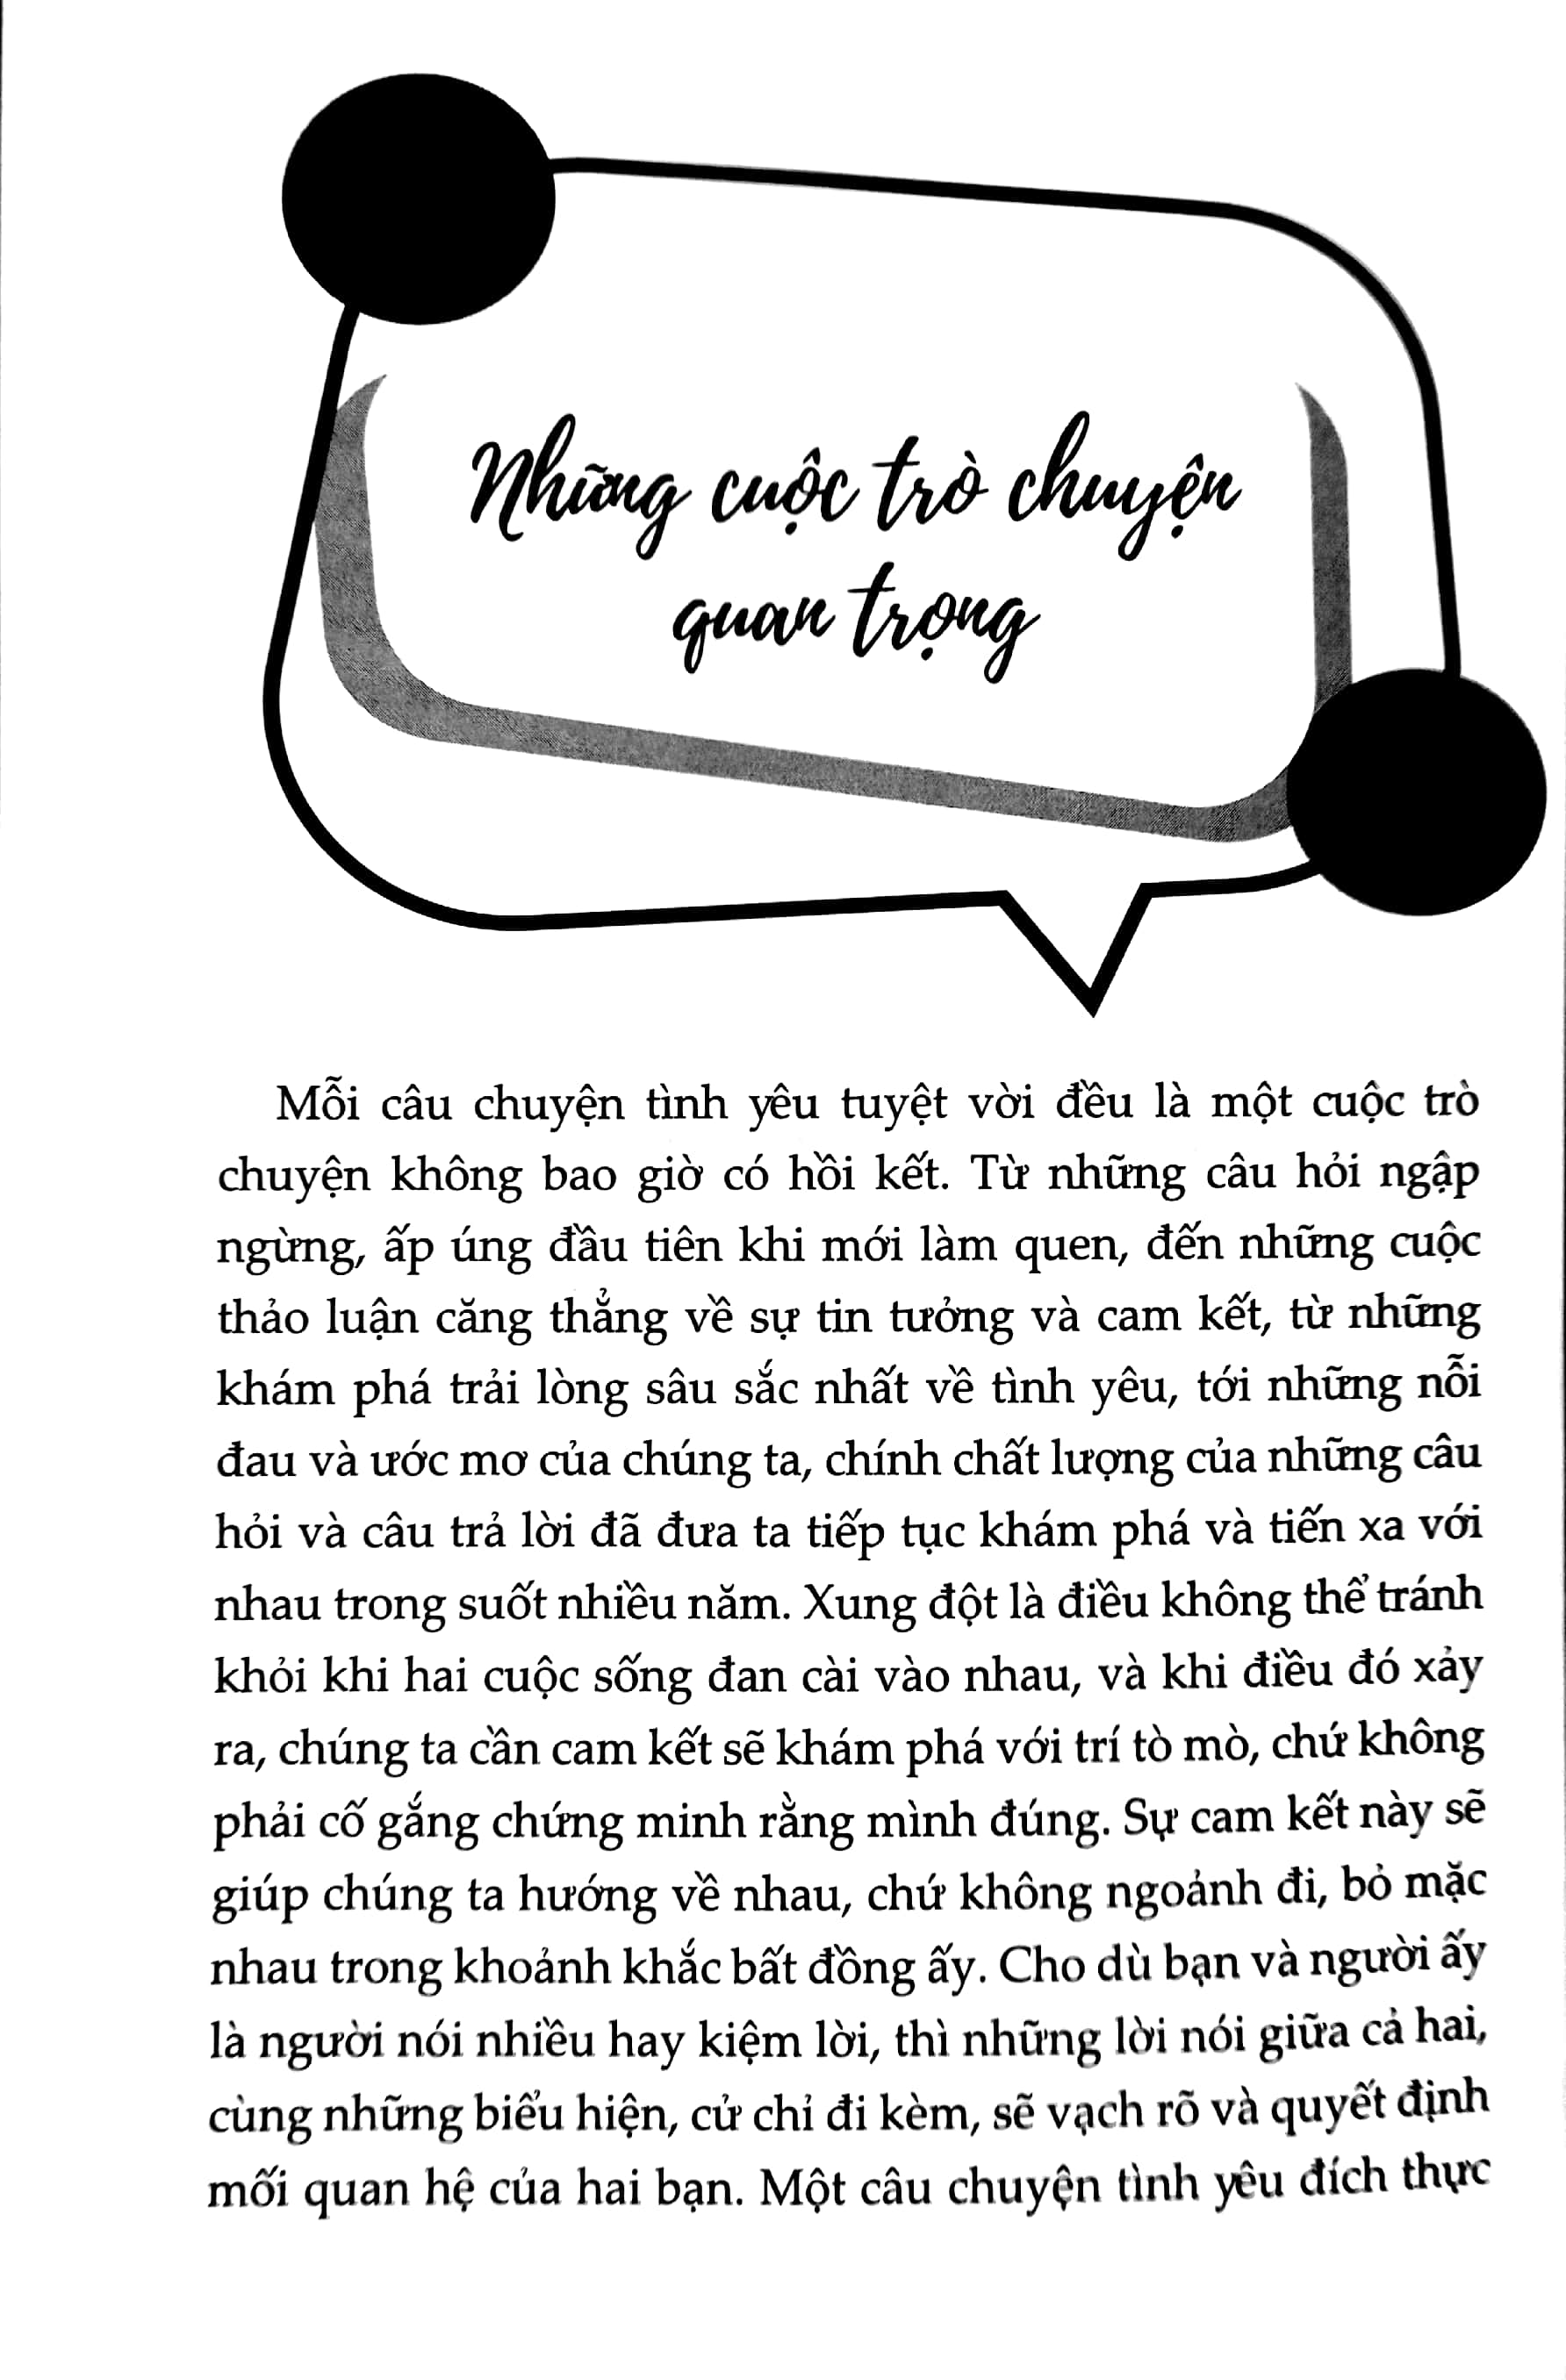 Những cuộc trò chuyện
quan trọng
Mỗi câu chuyện tình yêu tuyệt vời đều là một cuộc trò
chuyện không bao giờ có hồi kết. Từ những câu hỏi ngập
ngừng, ấp úng đầu tiên khi mới làm quen, đến những cuộc
thảo luận căng thẳng về sự tin tưởng và cam kết, từ những
khám phá trải lòng sâu sắc nhất về tình yêu, tới những nỗi
đau và ước mơ của chúng ta, chính chất lượng của những câu
hỏi và câu trả lời đã đưa ta tiếp tục khám phá và tiến xa với
nhau trong suốt nhiều năm. Xung đột là điều không thể tránh
khỏi khi hai cuộc sống đan cài vào nhau, và khi điều đó xảy
ra, chúng ta cần cam kết sẽ khám phá với trí tò mò, chứ không
phải cố gắng chứng minh rằng mình đúng. Sự cam kết này sẽ
giúp chúng ta hướng về nhau, chứ không ngoảnh đi, bỏ mặc
nhau trong khoảnh khắc bất đồng ấy. Cho dù bạn và người ấy
là người nói nhiều hay kiệm lời, thì những lời nói giữa cả hai,
cùng những biểu hiện, cử chỉ đi kèm, sẽ vạch rõ và quyết định
mối quan hệ của hai bạn. Một câu chuyện tình yêu đích thực